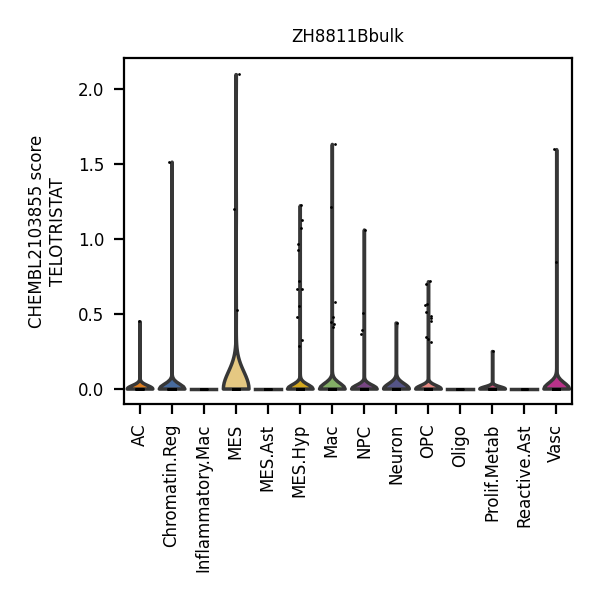 ZH8811Bbulk
CHEMBL2103855 score
TELOTRISTAT
2.0
1.5
1.0
0.5
0.0
AC
Chromatin.Reg
Inflammatory.Mac
MES
MES.Ast
MES.Hyp
Mac
NPC
Neuron
OPC
Oligo
Prolif.Metab
Reactive.Ast
Vasc